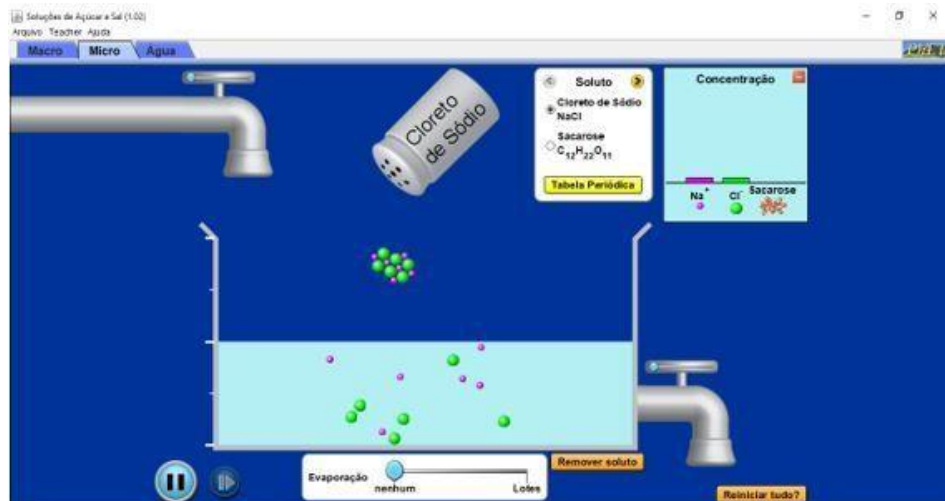 Soluções de Açúcar e Sal (1.02)
Arquivo Teacher Ajuda
Macro Micro Água
Cloreto
de Sódio
Soluto
Cloreto de Sódio
NaCl
Sacarose
C12H22O11
Tabela Periódica
Concentração
Na+ Cl- Sacarose
Evaporação
nenhum Lotes
Remover soluto
Reiniciar tudo?